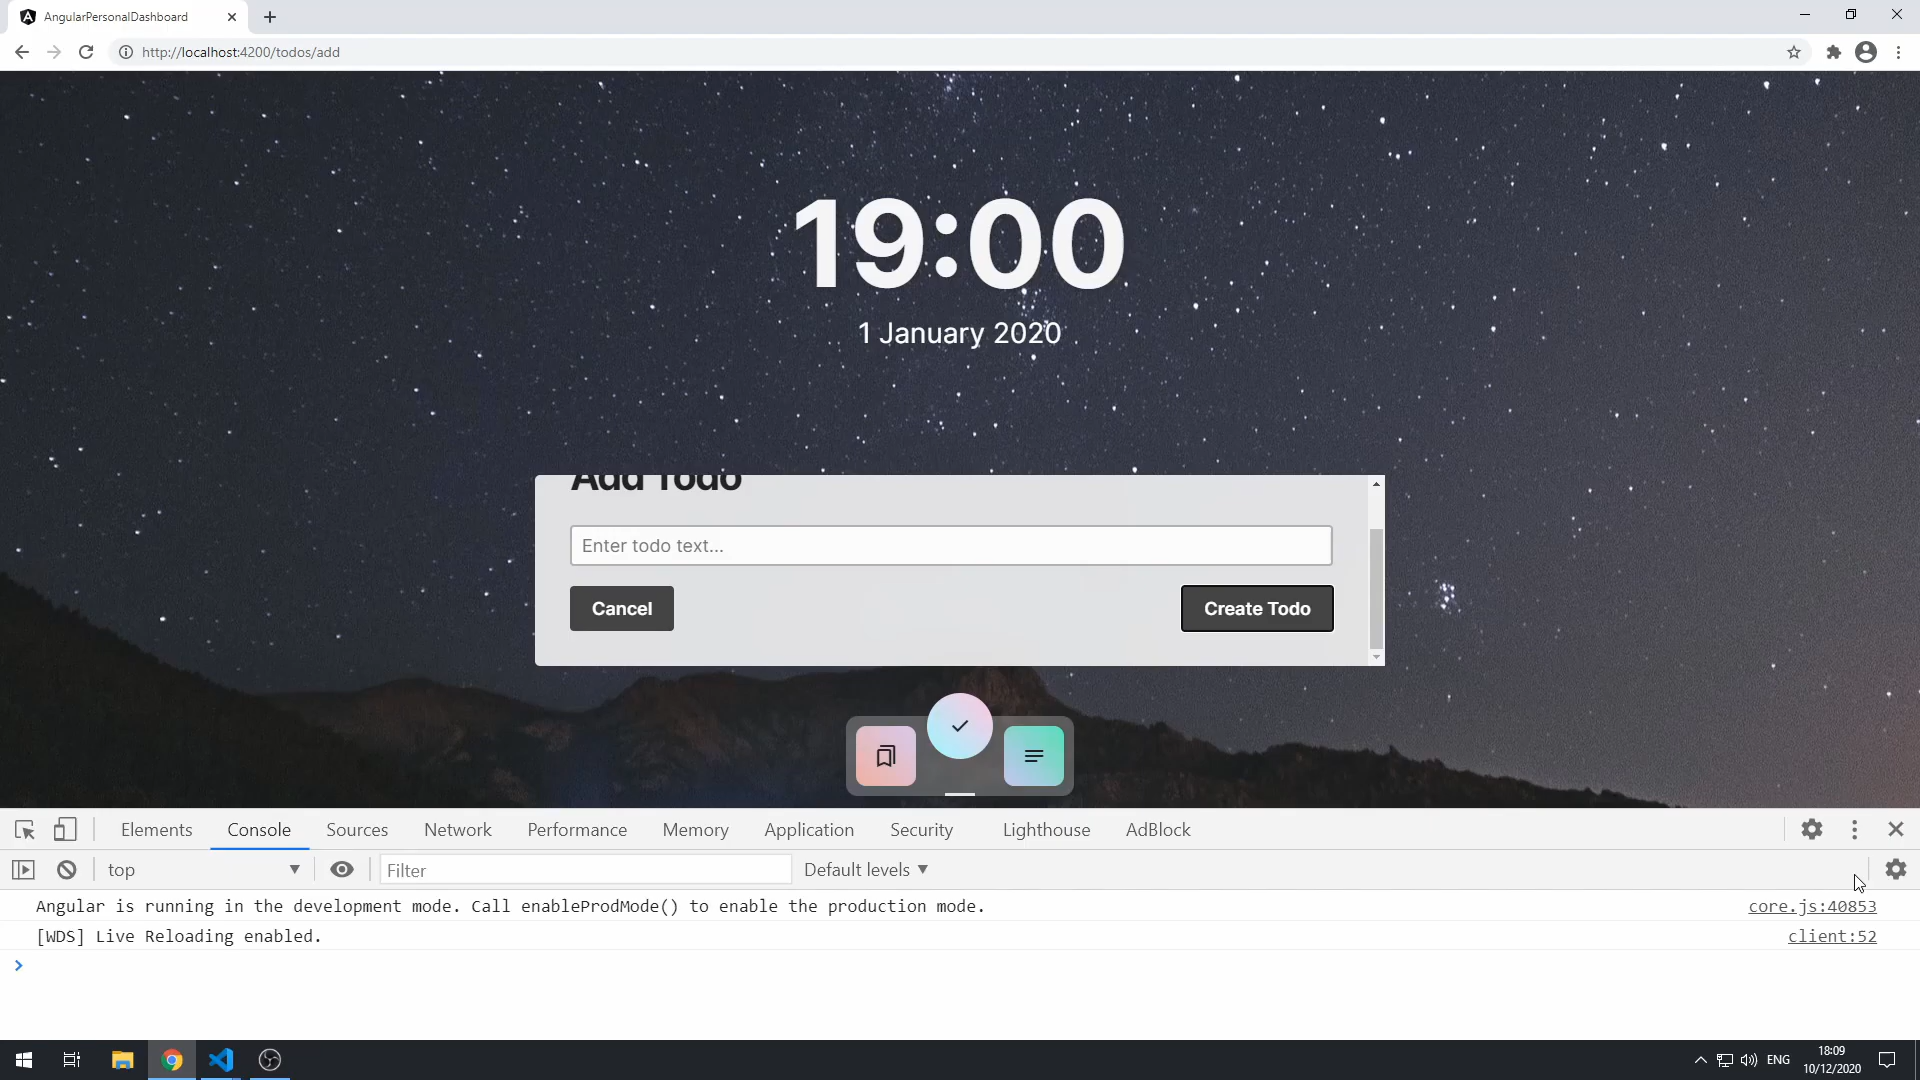 AngularPersonalDashboard
http://localhost:4200/todos/add
19:00
1 January 2020
Add Todo
Enter todo text...
Cancel
Create Todo
Elements Console Sources Network Performance Memory Application Security Lighthouse AdBlock
top
Filter
Default levels
Angular is running in the development mode. Call enableProdMode() to enable the production mode. core.js:40853
[WDS] Live Reloading enabled. client:52
ENG
18:09
10/12/2020